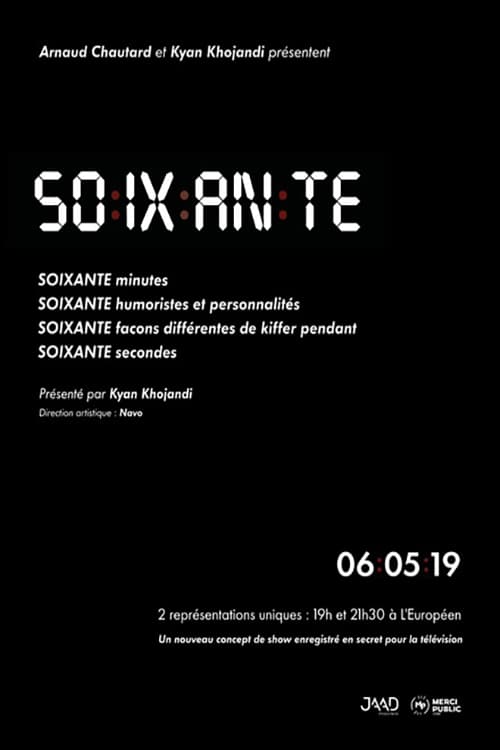 Arnaud Chautard et Kyan Khojandi présentent
SO:IX:AN:TE
SOIXANTE minutes
SOIXANTE humoristes et personnalités
SOIXANTE facons différentes de kiffer pendant
SOIXANTE secondes
Présenté par Kyan Khojandi
Direction artistique : Navo
06:05:19
2 représentations uniques : 19h et 21h30 à L'Européen
Un nouveau concept de show enregistré en secret pour la télévision
JAAD
MERCI
PUBLIC